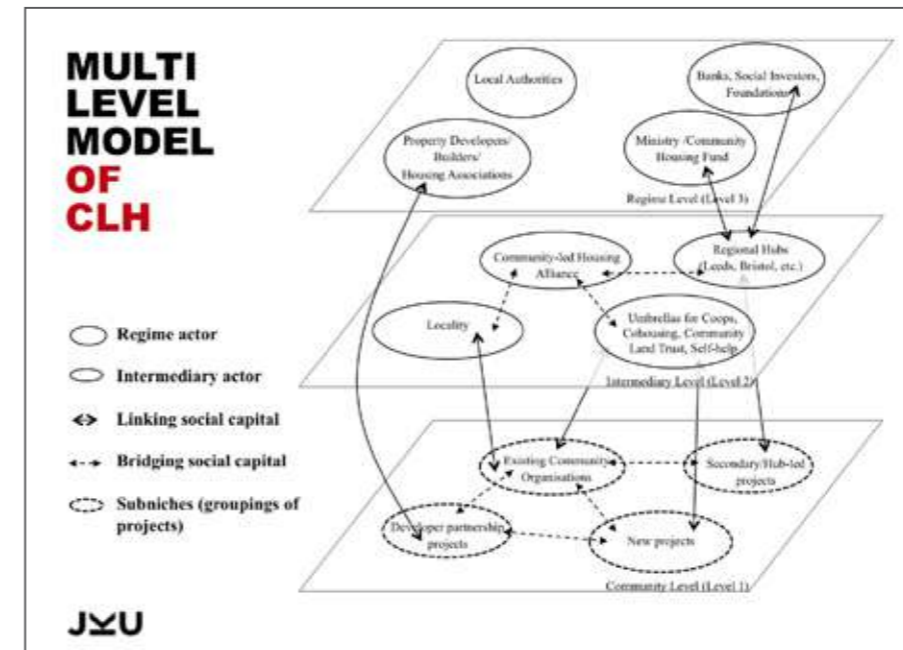 MULTI
LEVEL
MODEL
OF
CLH
Regime actor
Intermediary actor
Linking social capital
Bridging social capital
Subniches (groupings of
projects)
JKU
Local Authorities
Banks, Social Investors,
Foundations
Property Developers/
Builders/
Housing Associations
Ministry /Community
Housing Fund
Regime Level (Level 3)
Community-led Housing
Alliance
Regional Hubs
(Leeds, Bristol, etc.)
Locality
Umbrellas for Coops,
Cohousing, Community
Land Trust, Self-help
Intermediary Level (Level 2)
Existing Community
Organisations
Secondary/Hub-led
projects
Developer partnership
projects
New projects
Community Level (Level 1)